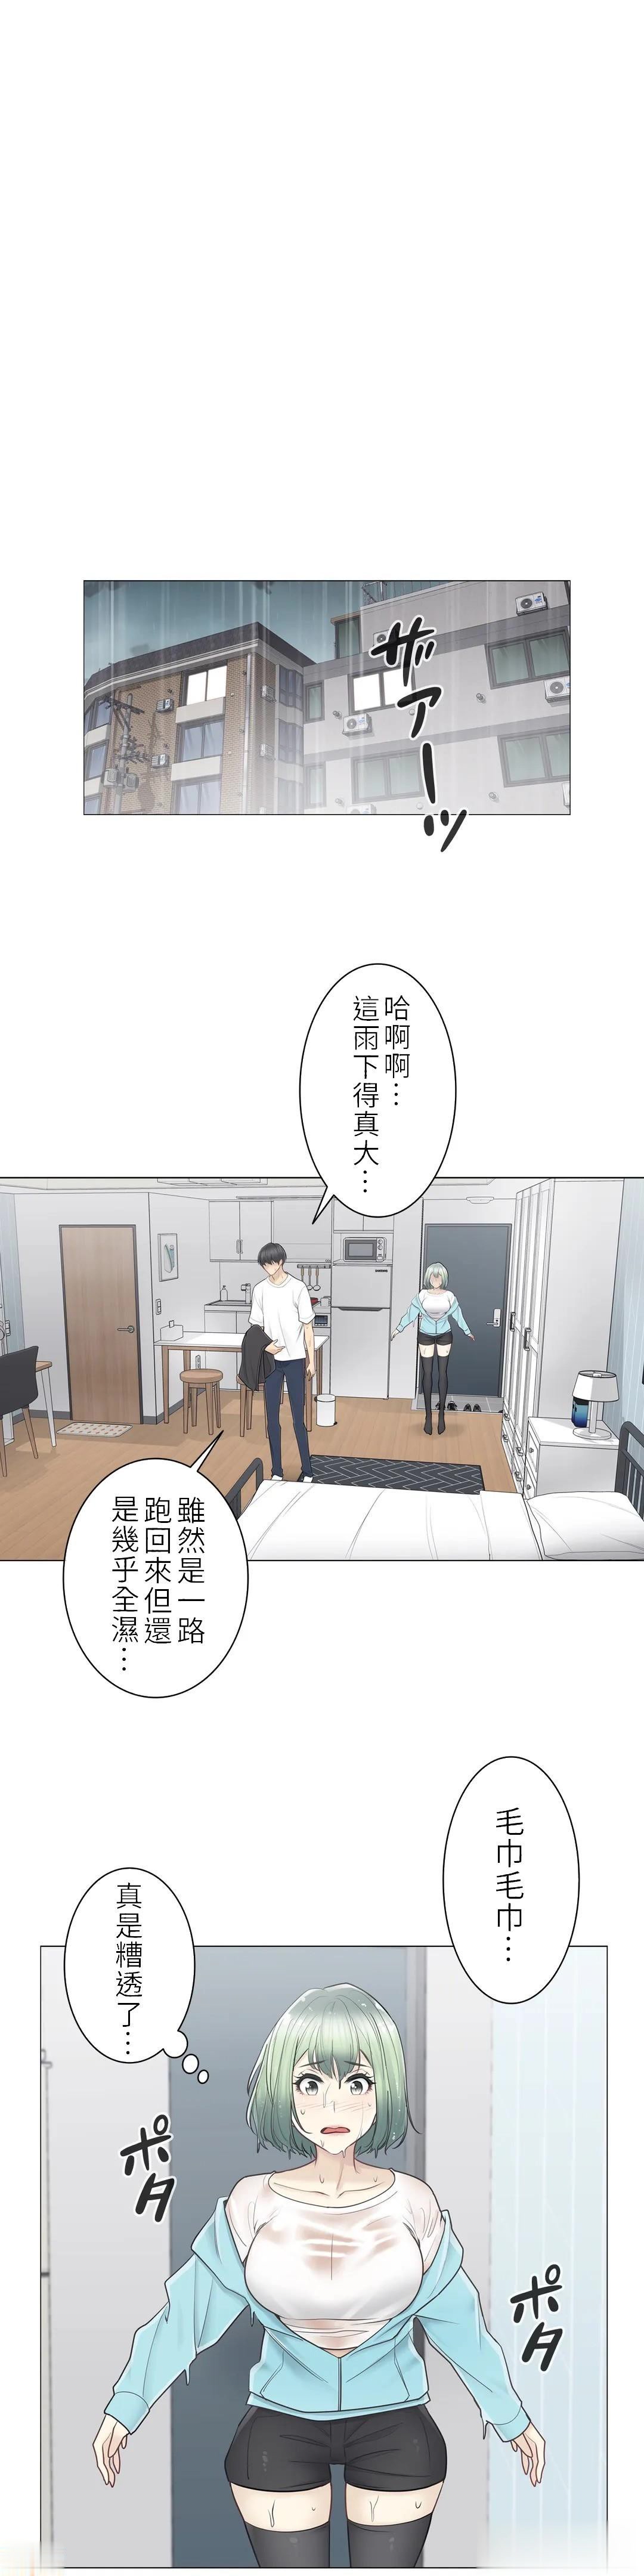 ザアーッ
哈啊啊…
這雨下得真大…
雖然是一路
跑回來但還
是幾乎全濕…
毛巾毛巾…
真是糟透了…
ポタ
ポタ